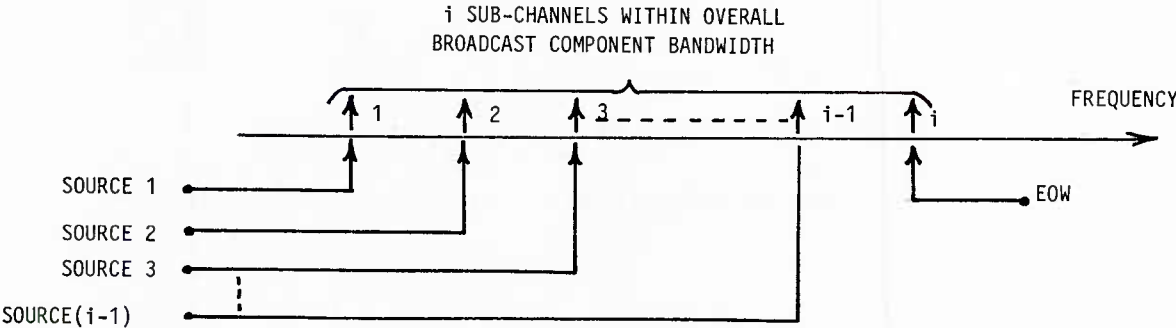 i SUB-CHANNELS WITHIN OVERALL
BROADCAST COMPONENT BANDWIDTH
1
2
3
i-1
i
FREQUENCY
SOURCE 1
EOW
SOURCE 2
SOURCE 3
SOURCE(i-1)